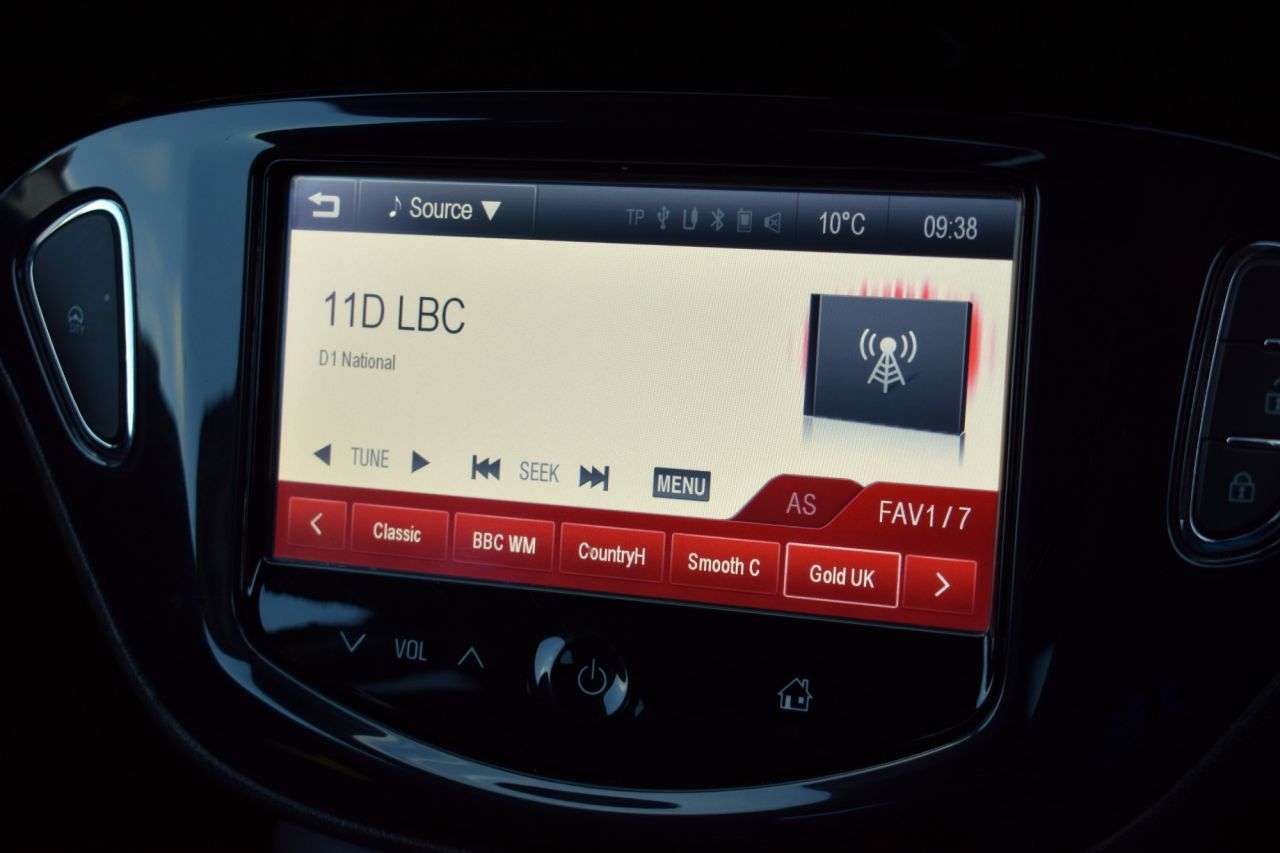 Source TP 10°C 09:38
11D LBC
D1 National
TUNE SEEK MENU AS FAV1 / 7
Classic BBC WM CountryH Smooth C Gold UK
VOL
CITY